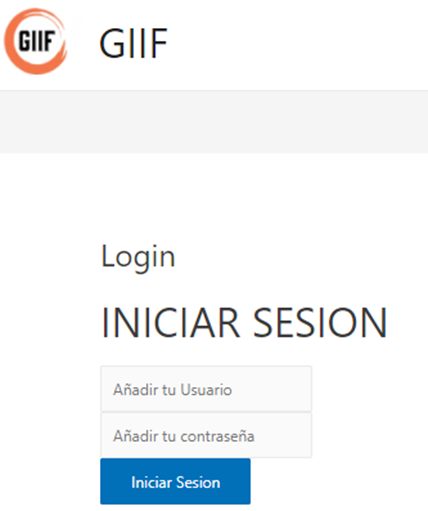 GIIF
GIIF
Login
INICIAR SESION
Añadir tu Usuario
Añadir tu contraseña
Iniciar Sesion